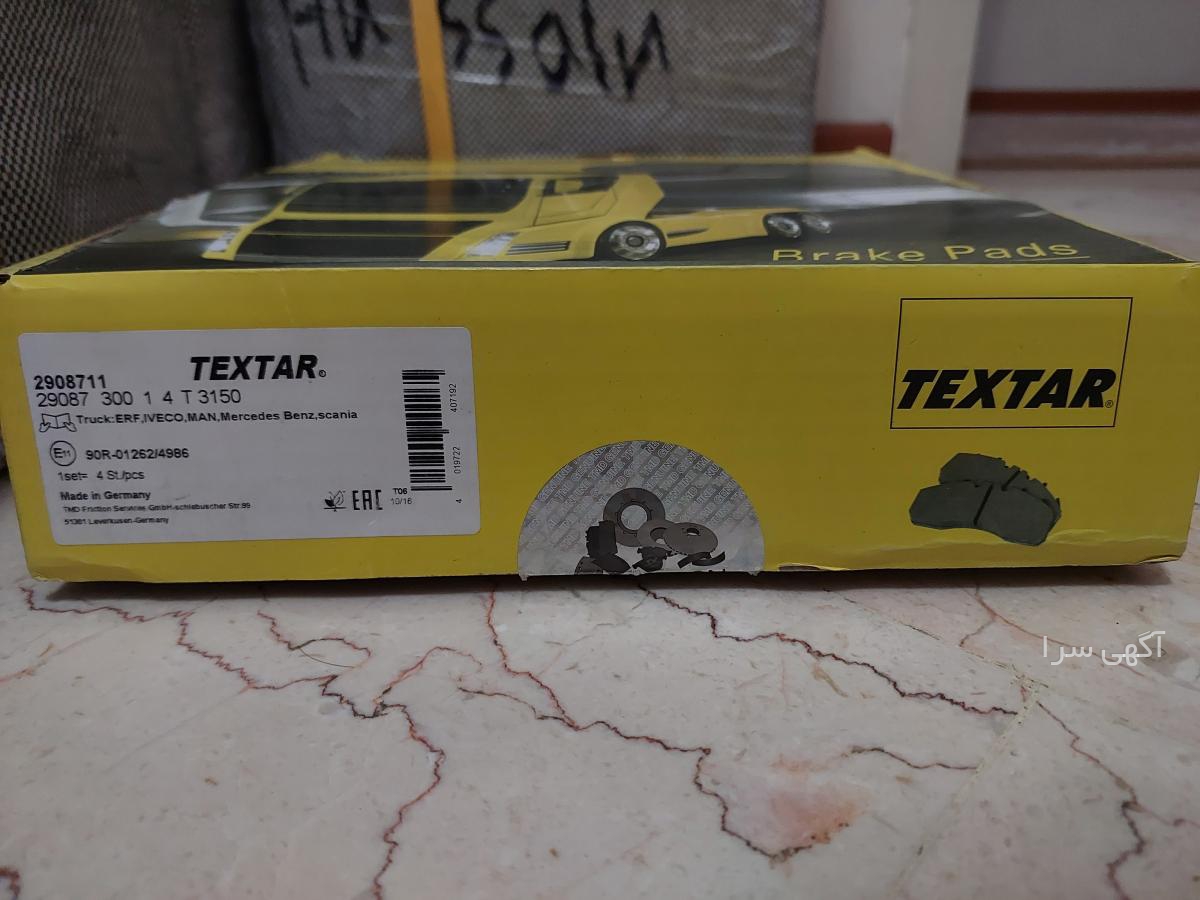 Hussaln
Brake Pads
TEXTAR®
2908711
29087 300 1 4 T 3150
Truck:ERF,IVECO,MAN,Mercedes Benz,scania
E11 90R-01262/4986
1set= 4 St./pcs
Made in Germany
TMD Friction Services GmbH-schlebuscher Str.99
51381 Leverkusen-Germany
EAC
T06
10/16
4 019722 407192
TEXTAR®
آگهی سرا